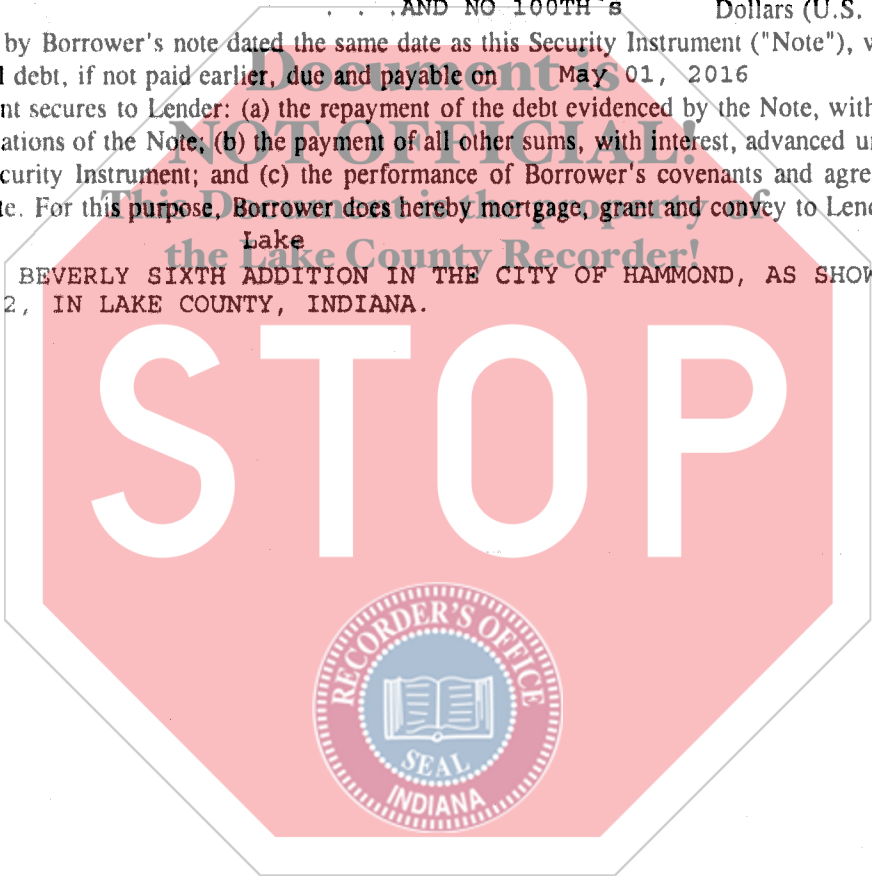 . . .AND NO 100TH's Dollars (U.S.
by Borrower's note dated the same date as this Security Instrument ("Note"),
debt, if not paid earlier, due and payable on May 01, 2016
nt secures to Lender: (a) the repayment of the debt evidenced by the Note, with
ations of the Note; (b) the payment of all other sums, with interest, advanced
curity Instrument; and (c) the performance of Borrower's covenants and agre
te. For this purpose, Borrower does hereby mortgage, grant and convey to Lend
Lake
BEVERLY SIXTH ADDITION IN THE CITY OF HAMMOND, AS SHOW
2, IN LAKE COUNTY, INDIANA.
Document is
NOT OFFICIAL!
This Document is the property of
the Lake County Recorder!
STOP
RECORDER'S OFFICE
SEAL
INDIANA